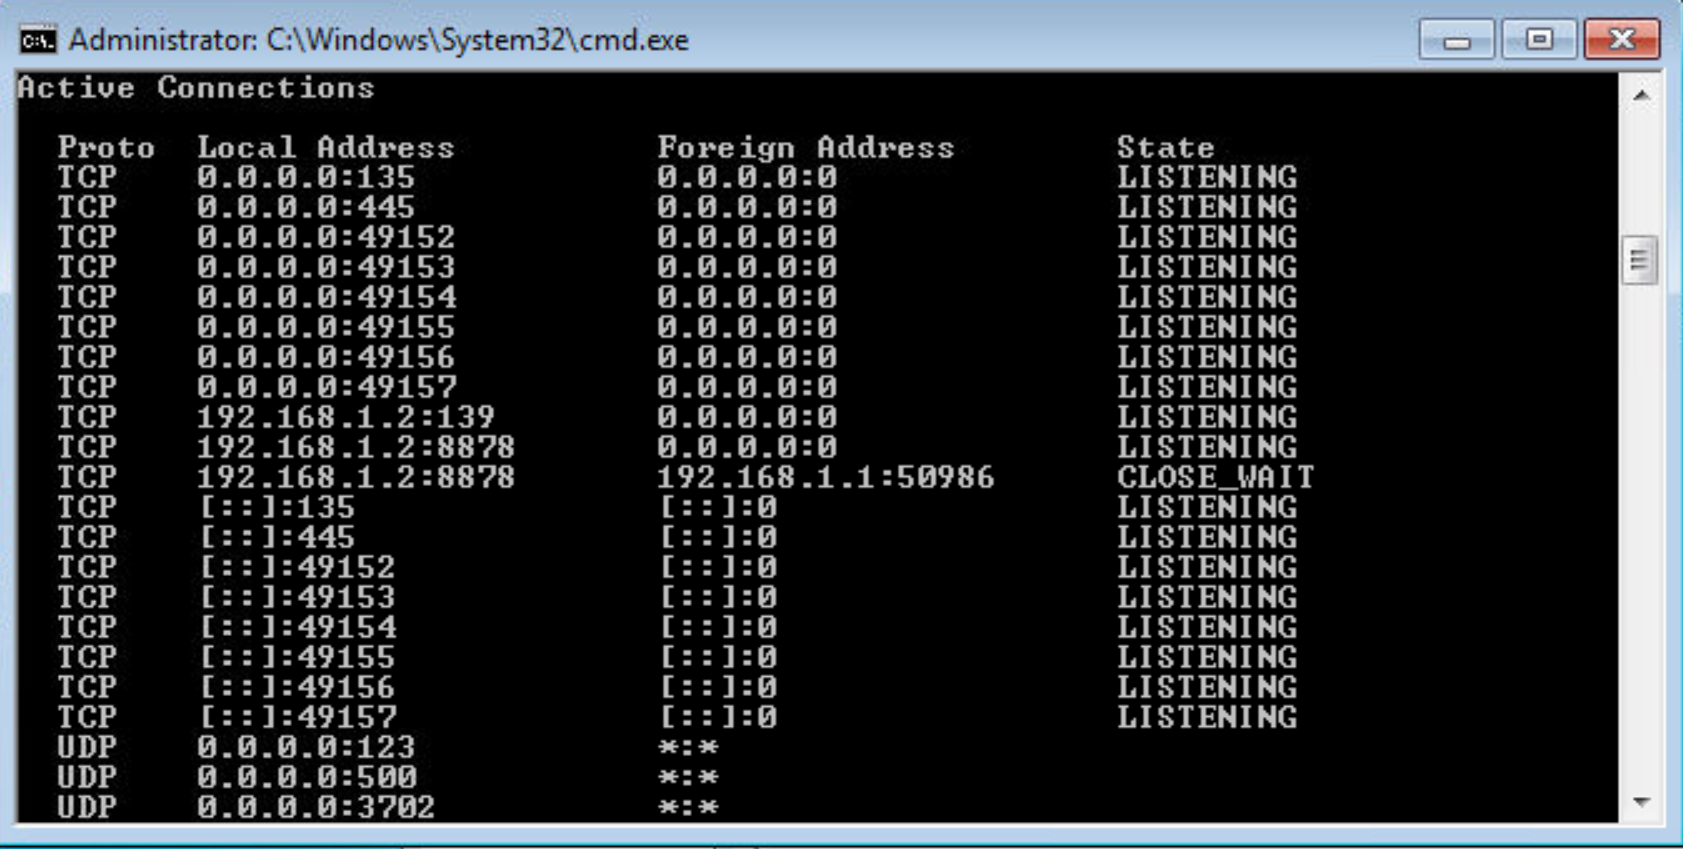 Administrator: C:\Windows\System32\cmd.exe
Active Connections
Proto Local Address Foreign Address State
TCP 0.0.0.0:135 0.0.0.0:0 LISTENING
TCP 0.0.0.0:445 0.0.0.0:0 LISTENING
TCP 0.0.0.0:49152 0.0.0.0:0 LISTENING
TCP 0.0.0.0:49153 0.0.0.0:0 LISTENING
TCP 0.0.0.0:49154 0.0.0.0:0 LISTENING
TCP 0.0.0.0:49155 0.0.0.0:0 LISTENING
TCP 0.0.0.0:49156 0.0.0.0:0 LISTENING
TCP 0.0.0.0:49157 0.0.0.0:0 LISTENING
TCP 192.168.1.2:139 0.0.0.0:0 LISTENING
TCP 192.168.1.2:8878 0.0.0.0:0 LISTENING
TCP 192.168.1.2:8878 192.168.1.1:50986 CLOSE_WAIT
TCP [::]:135 [::]:0 LISTENING
TCP [::]:445 [::]:0 LISTENING
TCP [::]:49152 [::]:0 LISTENING
TCP [::]:49153 [::]:0 LISTENING
TCP [::]:49154 [::]:0 LISTENING
TCP [::]:49155 [::]:0 LISTENING
TCP [::]:49156 [::]:0 LISTENING
TCP [::]:49157 [::]:0 LISTENING
UDP 0.0.0.0:123 *:*
UDP 0.0.0.0:500 *:*
UDP 0.0.0.0:3702 *:*